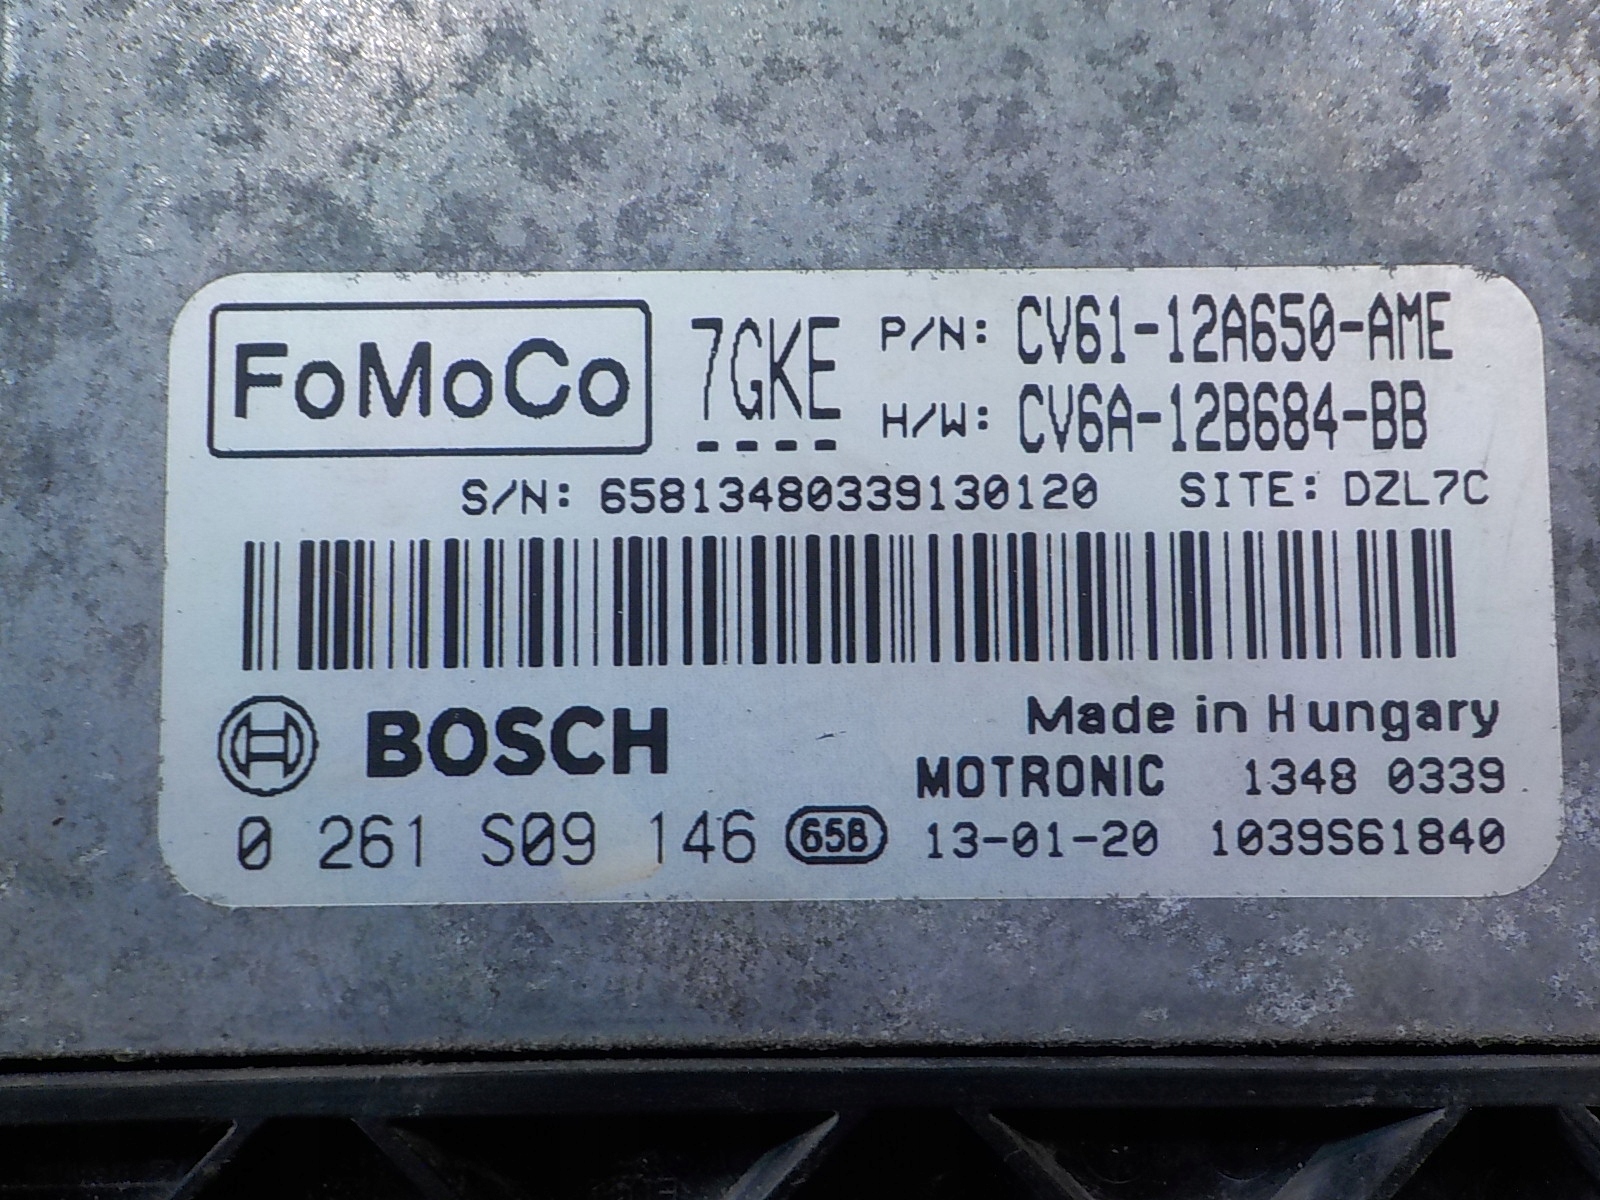 FoMoCo 7GKE P/N: CV61-12A650-AME
H/W: CV6A-12B684-BB
S/N: 65813480339130120 SITE: DZL7C
BOSCH Made in Hungary
MOTRONIC 1348 0339
0 261 S09 146 658 13-01-20 1039S61840